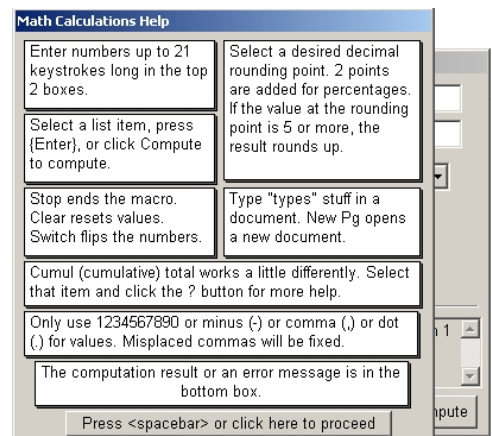 Math Calculations Help
Enter numbers up to 21
keystrokes long in the top
2 boxes.
Select a desired decimal
rounding point. 2 points
are added for percentages.
If the value at the rounding
point is 5 or more, the
result rounds up.
Select a list item, press
{Enter}, or click Compute
to compute.
Stop ends the macro.
Clear resets values.
Switch flips the numbers.
Type "types" stuff in a
document. New Pg opens
a new document.
Cumul (cumulative) total works a little differently. Select
that item and click the ? button for more help.
Only use 1234567890 or minus (-) or comma (,) or dot
(.) for values. Misplaced commas will be fixed.
The computation result or an error message is in the
bottom box.
Press <spacebar> or click here to proceed
1